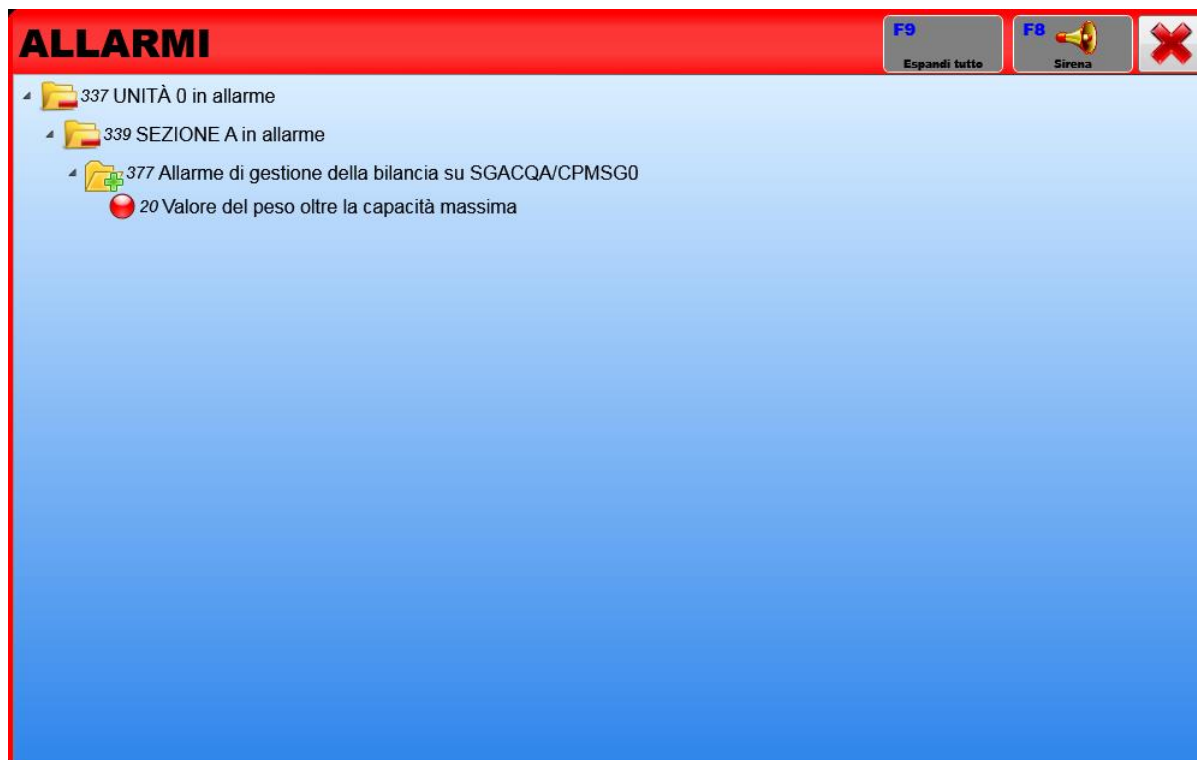 ALLARMI
F9
Espandi tutto
F8
Sirena
337 UNITÀ 0 in allarme
339 SEZIONE A in allarme
377 Allarme di gestione della bilancia su SGACQA/CPMSG0
20 Valore del peso oltre la capacità massima